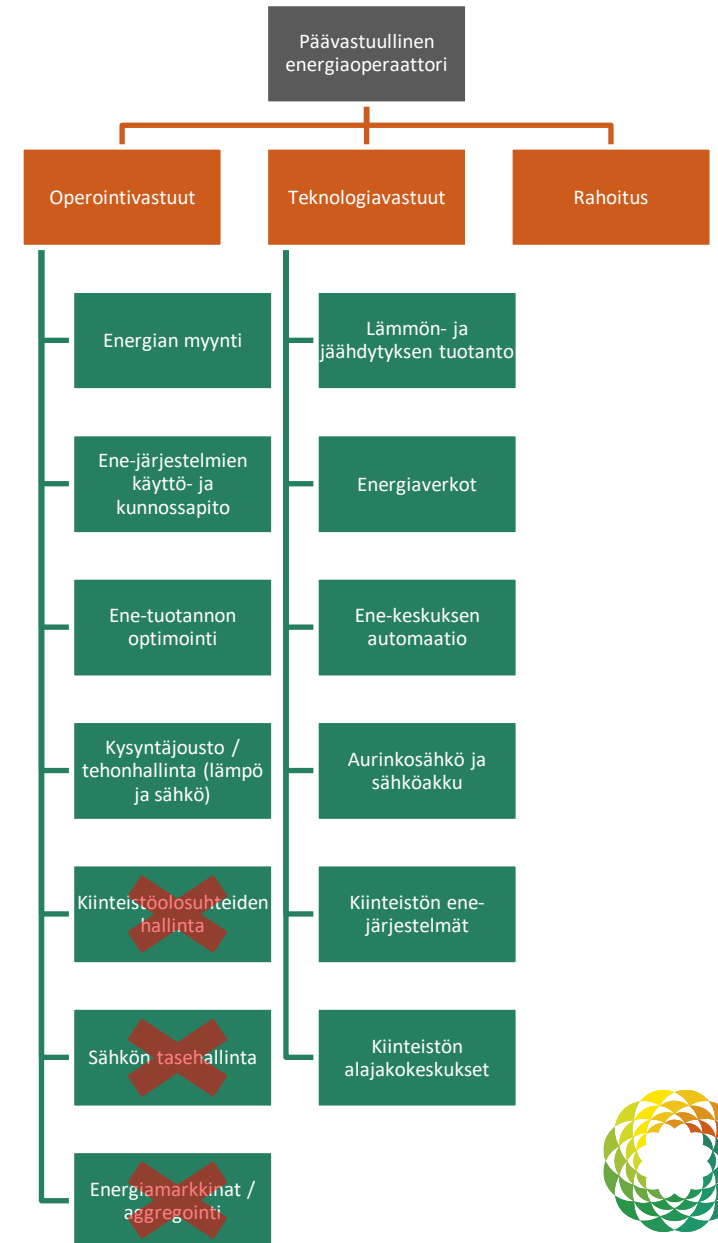 Päävastuullinen
energiaoperaattori
Operointivastuut
Teknologiavastuut
Rahoitus
Energian myynti
Ene-järjestelmien
käyttö- ja
kunnossapito
Ene-tuotannon
optimointi
Kysyntäjousto /
tehonhallinta (lämpö
ja sähkö)
Kiinteistöolosuhteiden
hallinta
Sähkön tasehallinta
Energiamarkkinat /
aggregointi
Lämmön- ja
jäähdytyksen tuotanto
Energiaverkot
Ene-keskuksen
automaatio
Aurinkosähkö ja
sähköakku
Kiinteistön ene-
järjestelmät
Kiinteistön
alajakokeskukset